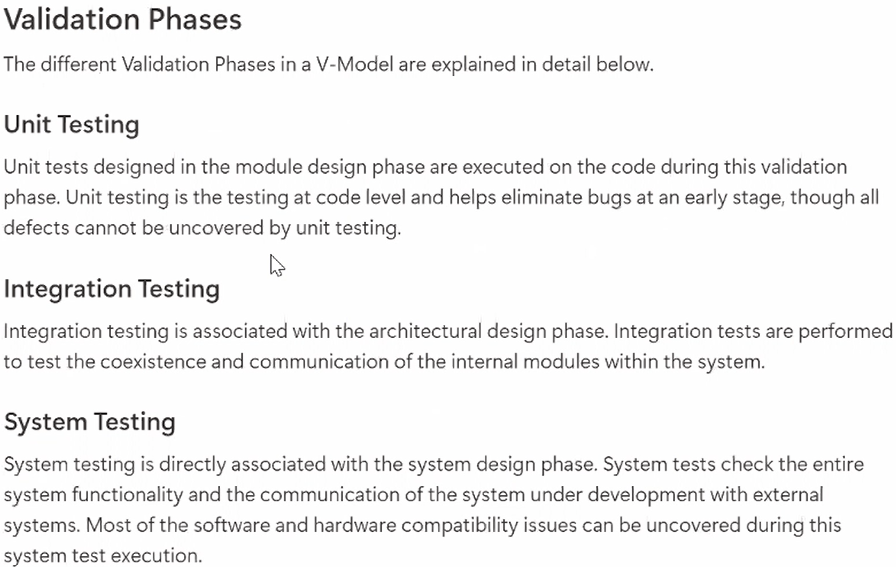 Validation Phases
The different Validation Phases in a V-Model are explained in detail below.
Unit Testing
Unit tests designed in the module design phase are executed on the code during this validation
phase. Unit testing is the testing at code level and helps eliminate bugs at an early stage, though all
defects cannot be uncovered by unit testing.
Integration Testing
Integration testing is associated with the architectural design phase. Integration tests are performed
to test the coexistence and communication of the internal modules within the system.
System Testing
System testing is directly associated with the system design phase. System tests check the entire
system functionality and the communication of the system under development with external
systems. Most of the software and hardware compatibility issues can be uncovered during this
system test execution.